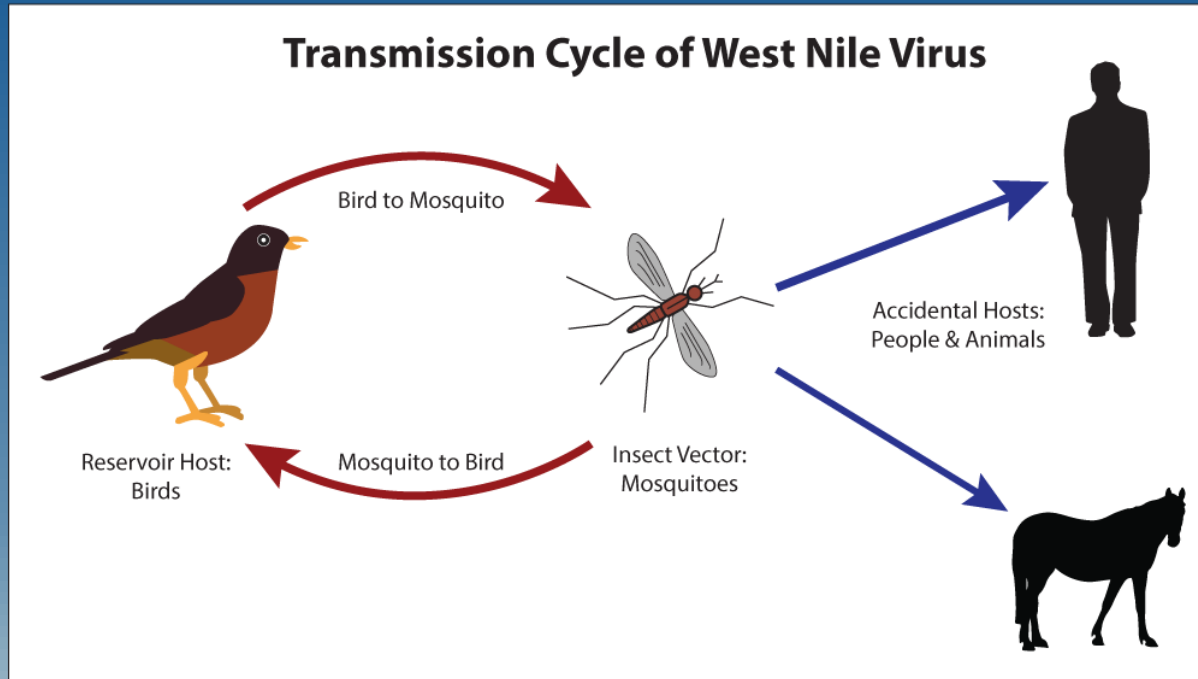 Transmission Cycle of West Nile Virus
Bird to Mosquito
Accidental Hosts:
People & Animals
Reservoir Host:
Birds
Mosquito to Bird
Insect Vector:
Mosquitoes